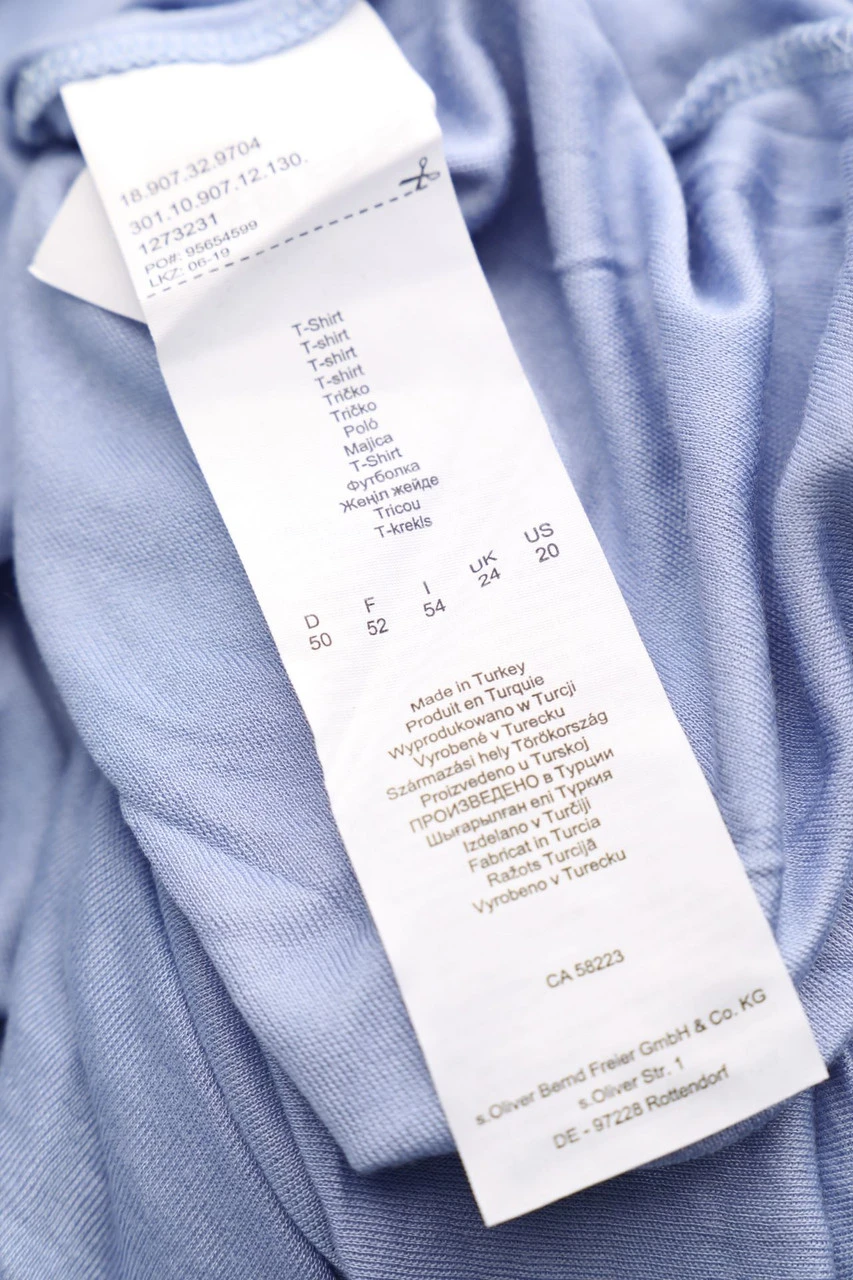 18.907.32.9704
301.10.907.12.130.
1273231
PO#: 95654599
LKZ: 06-19
T-Shirt
T-shirt
T-shirt
T-shirt
Tričko
Tričko
Poló
Majica
T-Shirt
Футболка
Жеңіл жейде
Tricou
T-krekls
D F I UK US
50 52 54 24 20
Made in Turkey
Produit en Turquie
Wyprodukowano w Turcji
Vyrobené v Turecku
Származási hely Törökország
Proizvedeno u Turskoj
ПРОИЗВЕДЕНО в Турции
Шығарылған елі Түркия
Izdelano v Turčiji
Fabricat in Turcia
Ražots Turcijā
Vyrobeno v Turecku
CA 58223
s.Oliver Bernd Freier GmbH & Co. KG
s.Oliver Str. 1
DE - 97228 Rottendorf